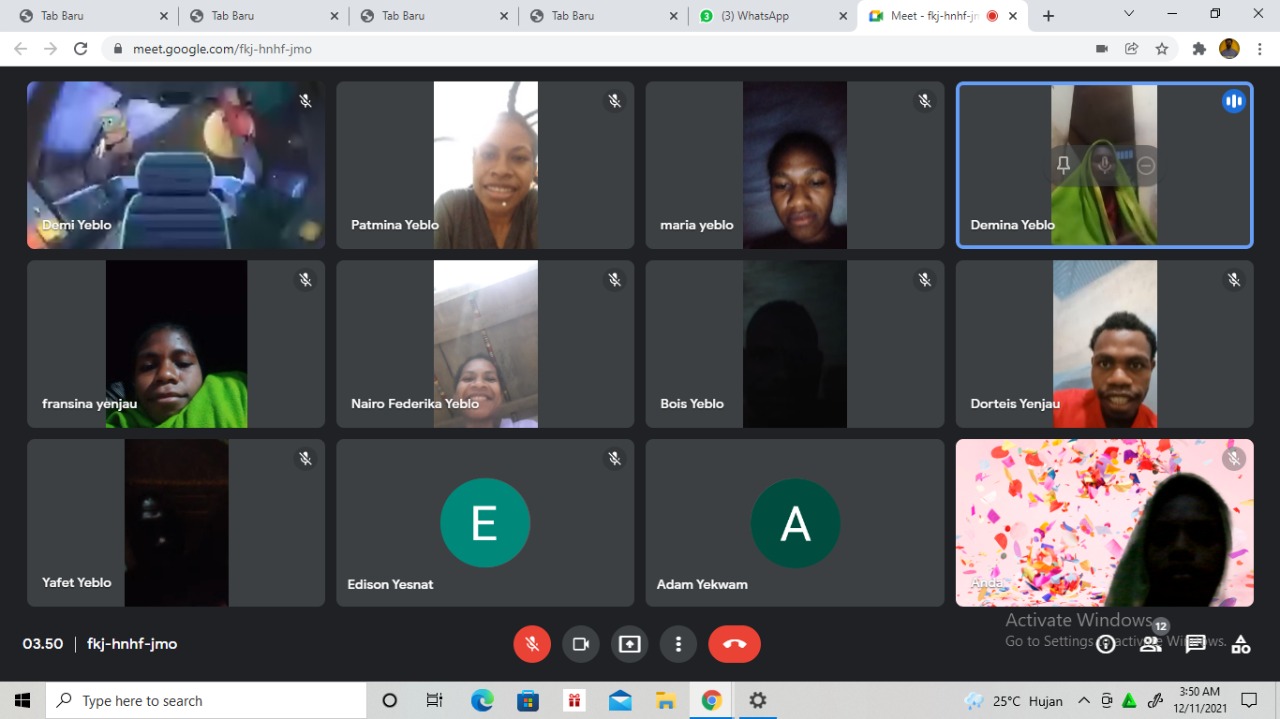 Tab Baru
Tab Baru
Tab Baru
Tab Baru
(3) WhatsApp
Meet - fkj-hnhf-jm
meet.google.com/fkj-hnhf-jmo
Demi Yeblo
Patmina Yeblo
maria yeblo
Demina Yeblo
fransina yenjau
Nairo Federika Yeblo
Bois Yeblo
Dorteis Yenjau
Yafet Yeblo
E
Edison Yesnat
A
Adam Yekwam
Anda
03.50 | fkj-hnhf-jmo
Activate Windows
Go to Settings to activate Windows.
12
Type here to search
25°C Hujan
3:50 AM
12/11/2021